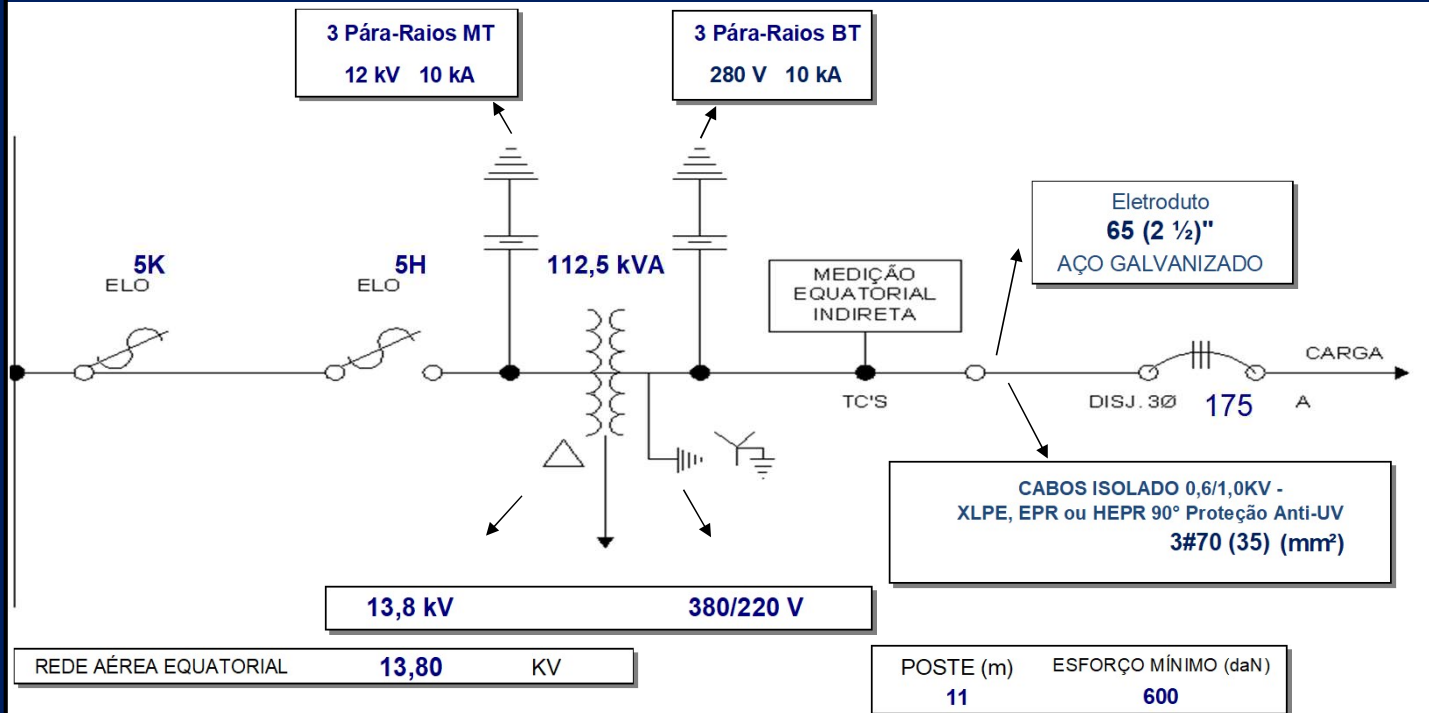 3 Pára-Raios MT
12 kV 10 kA
3 Pára-Raios BT
280 V 10 kA
Eletroduto
65 (2 ½)"
AÇO GALVANIZADO
5K
ELO
5H
ELO
112,5 kVA
MEDIÇÃO
EQUATORIAL
INDIRETA
TC'S
DISJ. 3Ø 175 A
CARGA
CABOS ISOLADO 0,6/1,0KV -
XLPE, EPR ou HEPR 90° Proteção Anti-UV
3#70 (35) (mm²)
13,8 kV 380/220 V
REDE AÉREA EQUATORIAL 13,80 KV
POSTE (m) ESFORÇO MÍNIMO (daN)
11 600